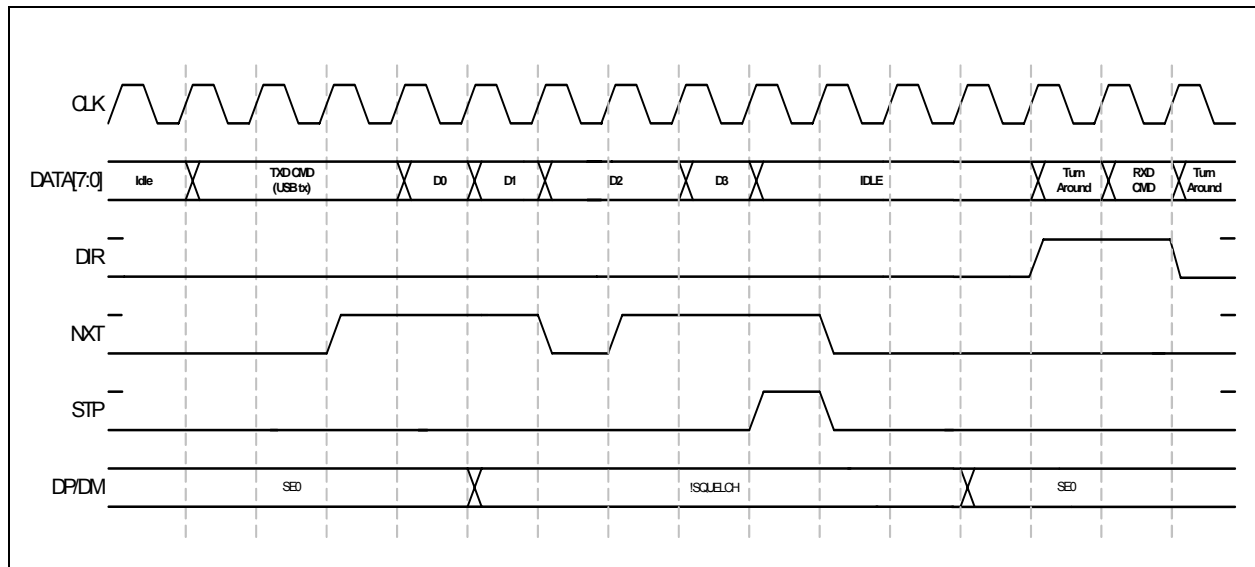 CLK
DATA[7:0]
Idle
TXD CMD
(USB tx)
D0
D1
D2
D3
IDLE
Turn
Around
RXD
CMD
Turn
Around
DIR
NXT
STP
DP/DM
SE0
!SQUELCH
SE0